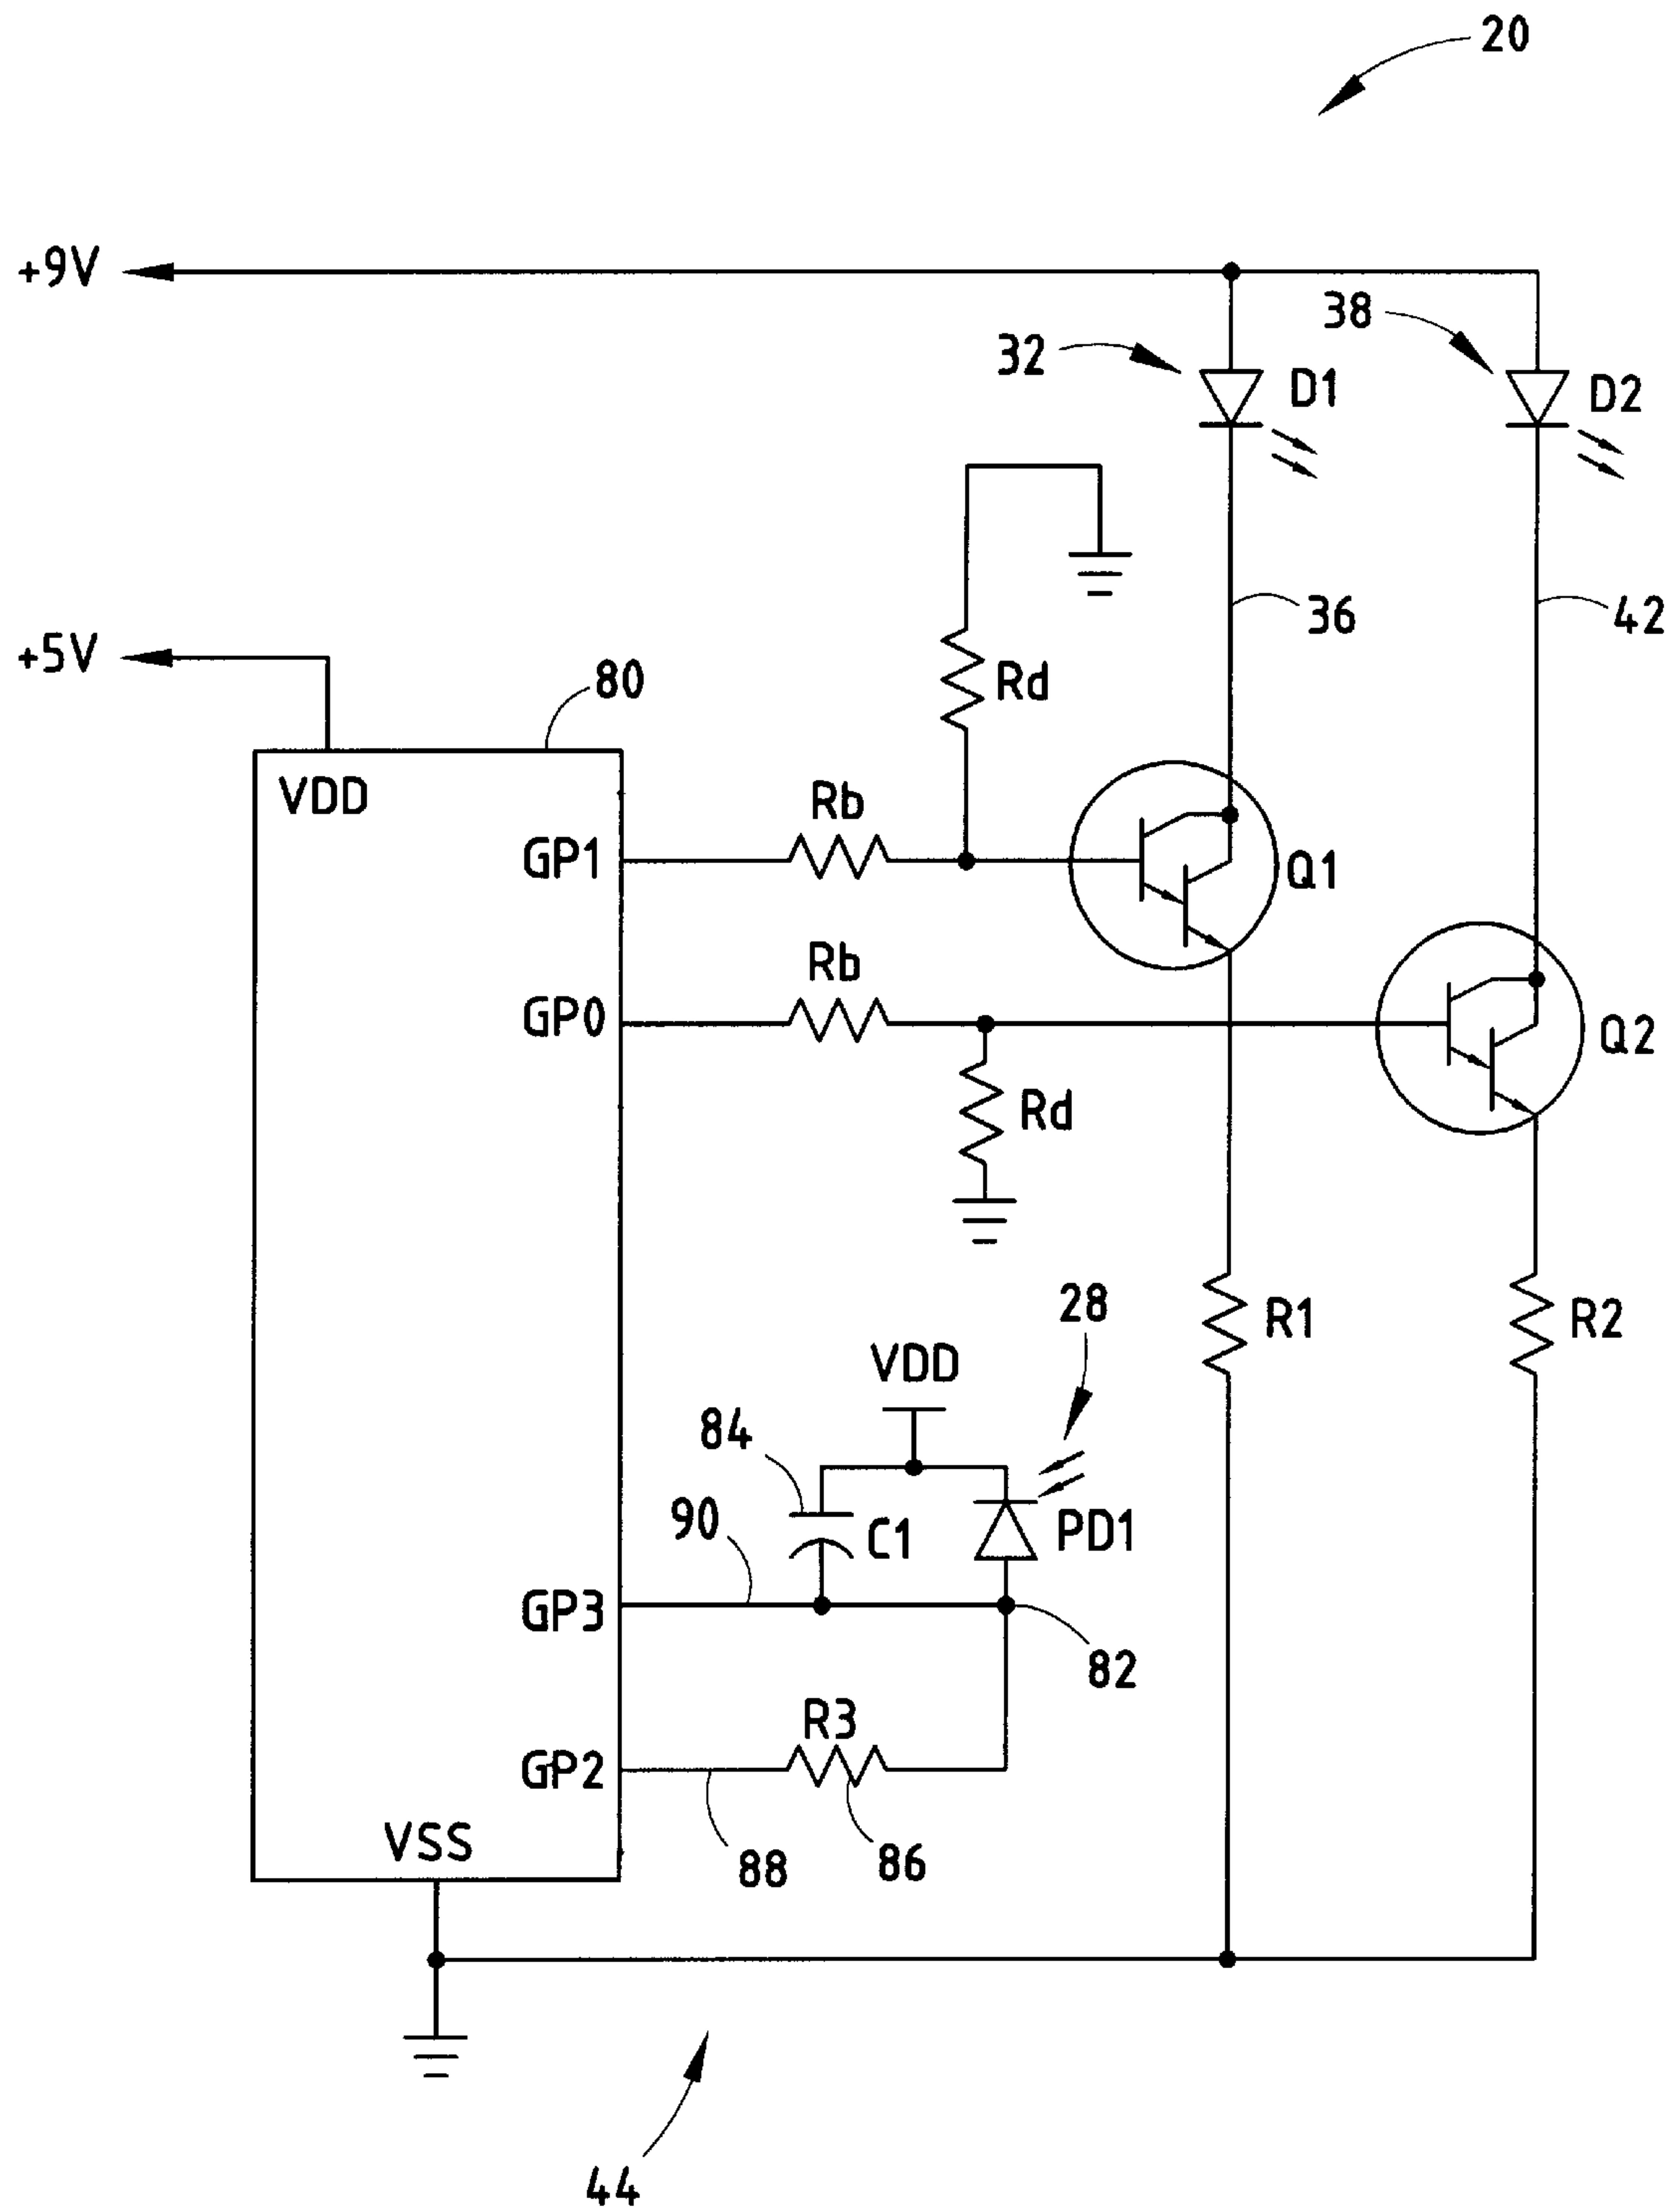 20
+9V
38
32
D1
D2
36
42
+5V
80
Rd
VDD
Rb
GP1
Q1
Rb
GP0
Q2
Rd
28
R1
R2
VDD
84
90
C1
PD1
GP3
82
R3
GP2
VSS
88
86
44